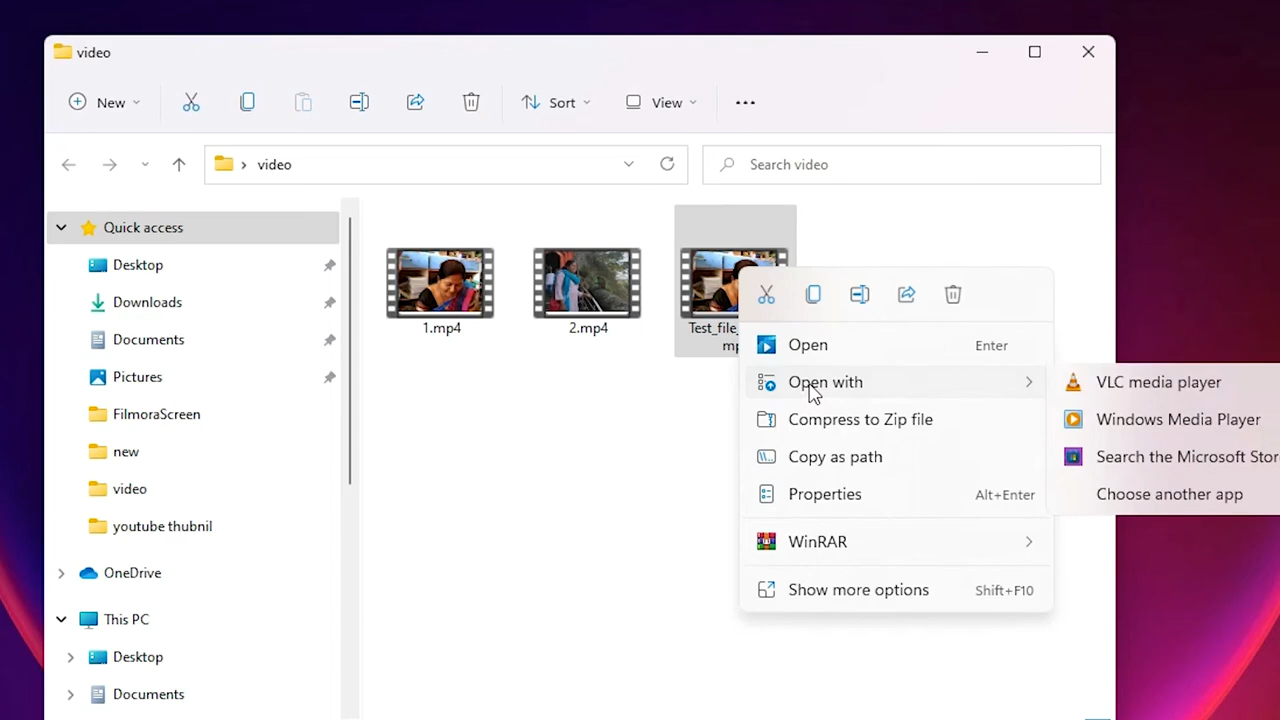 video
New
Sort
View
video
Search video
Quick access
Desktop
Downloads
Documents
Pictures
FilmoraScreen
new
video
youtube thubnil
OneDrive
This PC
Desktop
Documents
1.mp4
2.mp4
Test_file_
mp
Open Enter
Open with
Compress to Zip file
Copy as path
Properties Alt+Enter
WinRAR
Show more options Shift+F10
VLC media player
Windows Media Player
Search the Microsoft Stor
Choose another app